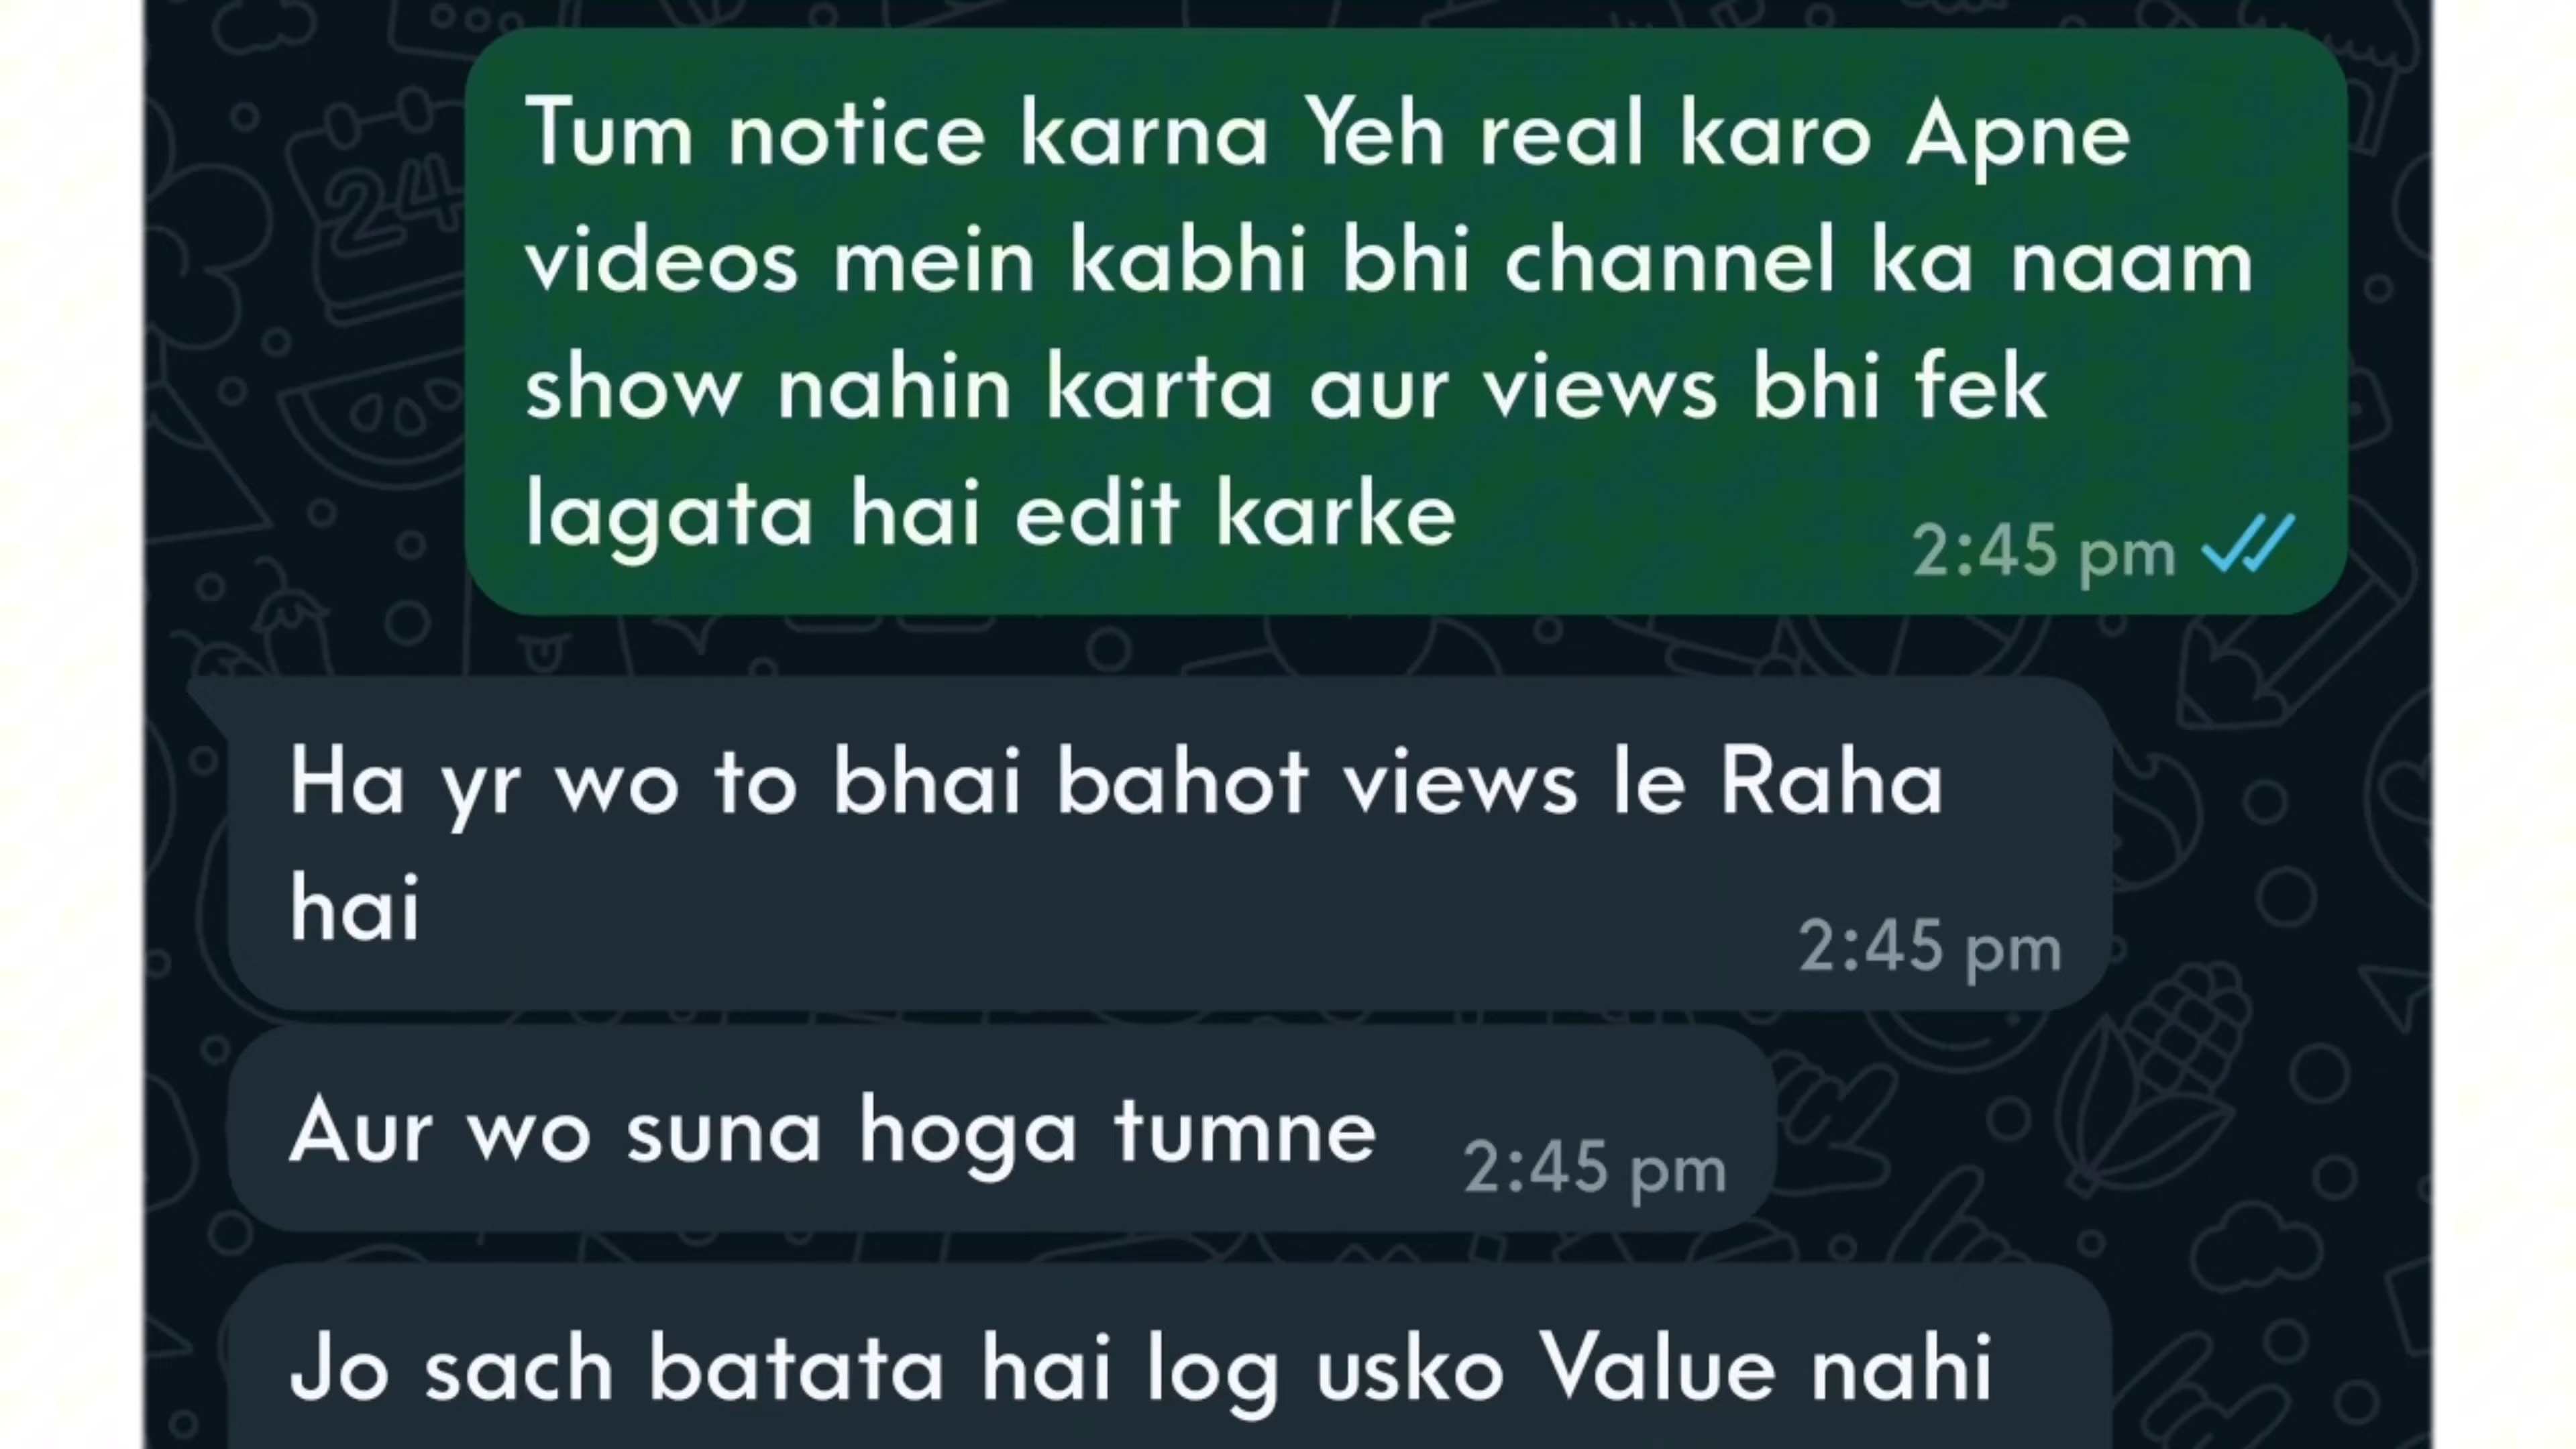 Tum notice karna Yeh real karo Apne
videos mein kabhi bhi channel ka naam
show nahin karta aur views bhi fek
lagata hai edit karke
2:45 pm
Ha yr wo to bhai bahot views le Raha
hai
2:45 pm
Aur wo suna hoga tumne 2:45 pm
Jo sach batata hai log usko Value nahi
24